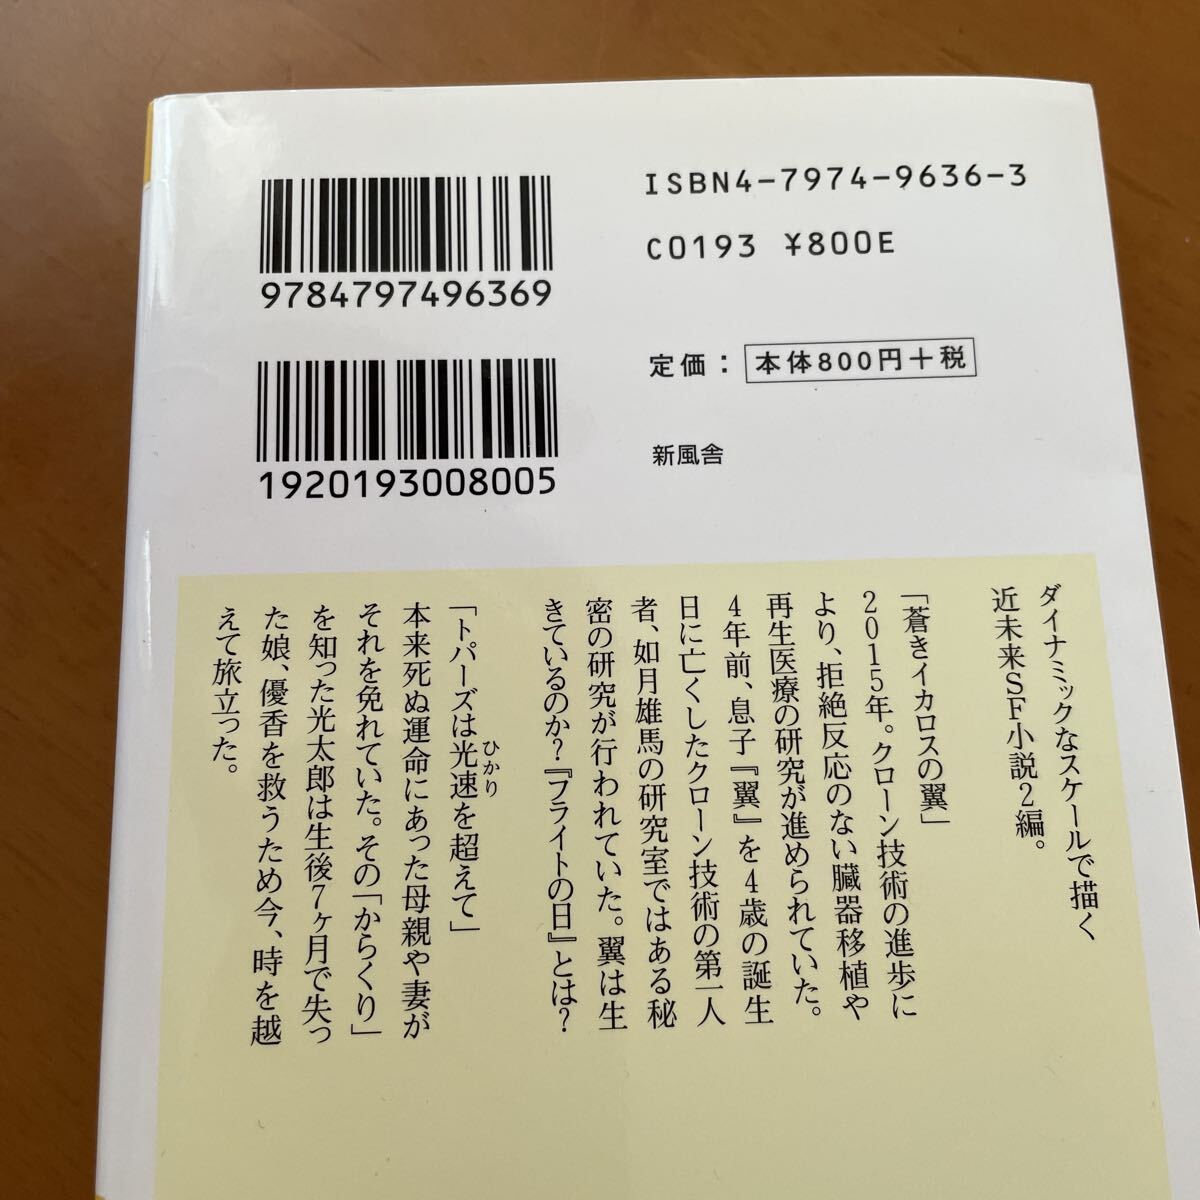 ISBN4-7974-9636-3
C0193 ¥800E
9784797496369
1920193008005
定価：本体800円＋税
新風舎
ダイナミックなスケールで描く
近未来SF小説2編。
「蒼きイカロスの翼」
2015年。クローン技術の進歩に
より、拒絶反応のない臓器移植や
再生医療の研究が進められていた。
4年前、息子『翼』を4歳の誕生
日に亡くしたクローン技術の第一人
者、如月雄馬の研究室ではある秘
密の研究が行われていた。翼は生
きているのか？『フライトの日』とは？
「トパーズは光速を超えて」
ひかり
本来死ぬ運命にあった母親や妻が
それを免れていた。その「からくり」
を知った光太郎は生後7ヶ月で失っ
た娘、優香を救うため今、時を越
えて旅立った。